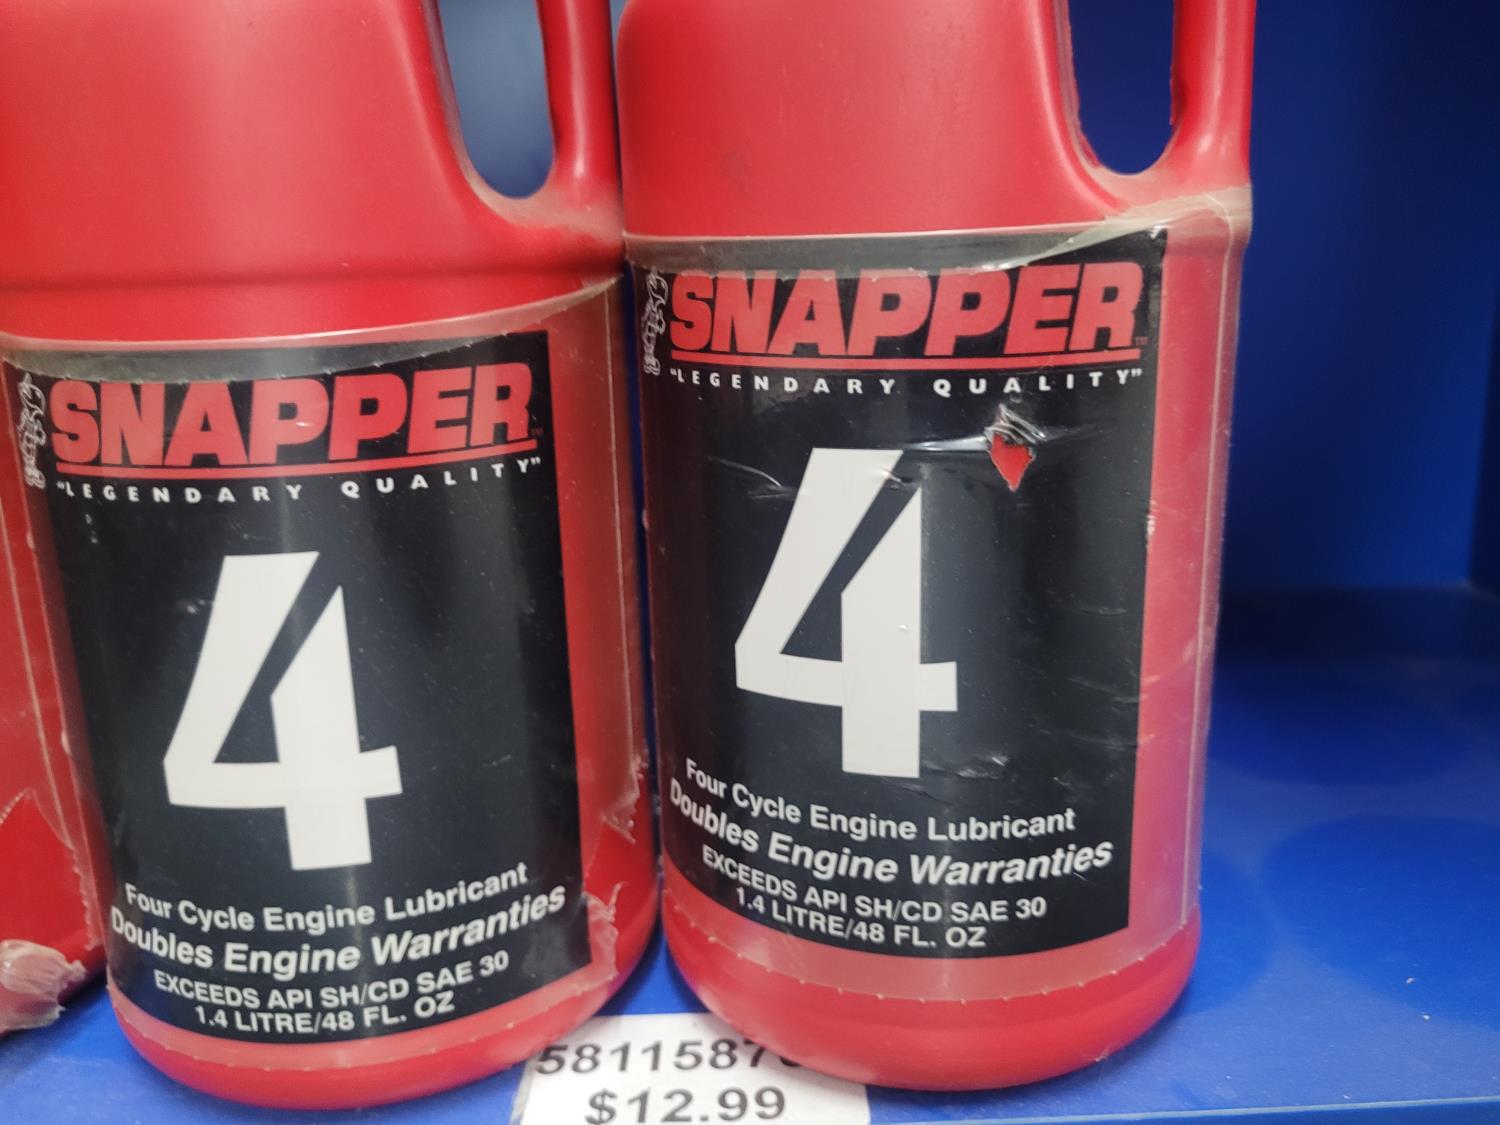 SNAPPER™
"LEGENDARY QUALITY"
4
Four Cycle Engine Lubricant
Doubles Engine Warranties
EXCEEDS API SH/CD SAE 30
1.4 LITRE/48 FL. OZ
SNAPPER™
"LEGENDARY QUALITY"
4
Four Cycle Engine Lubricant
Doubles Engine Warranties
EXCEEDS API SH/CD SAE 30
1.4 LITRE/48 FL. OZ
$12.99